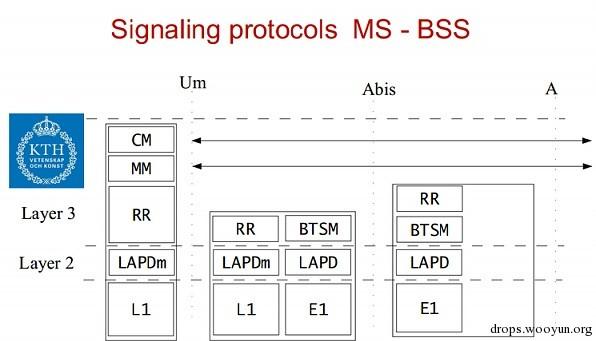 Signaling protocols MS - BSS
Um
Abis
A
KTH
VETENSKAP
OCH KONST
CM
MM
RR
RR
BTSM
RR
BTSM
Layer 3
Layer 2
LAPDm
LAPDm
LAPD
LAPD
L1
L1
E1
E1
drops.wooyun.org